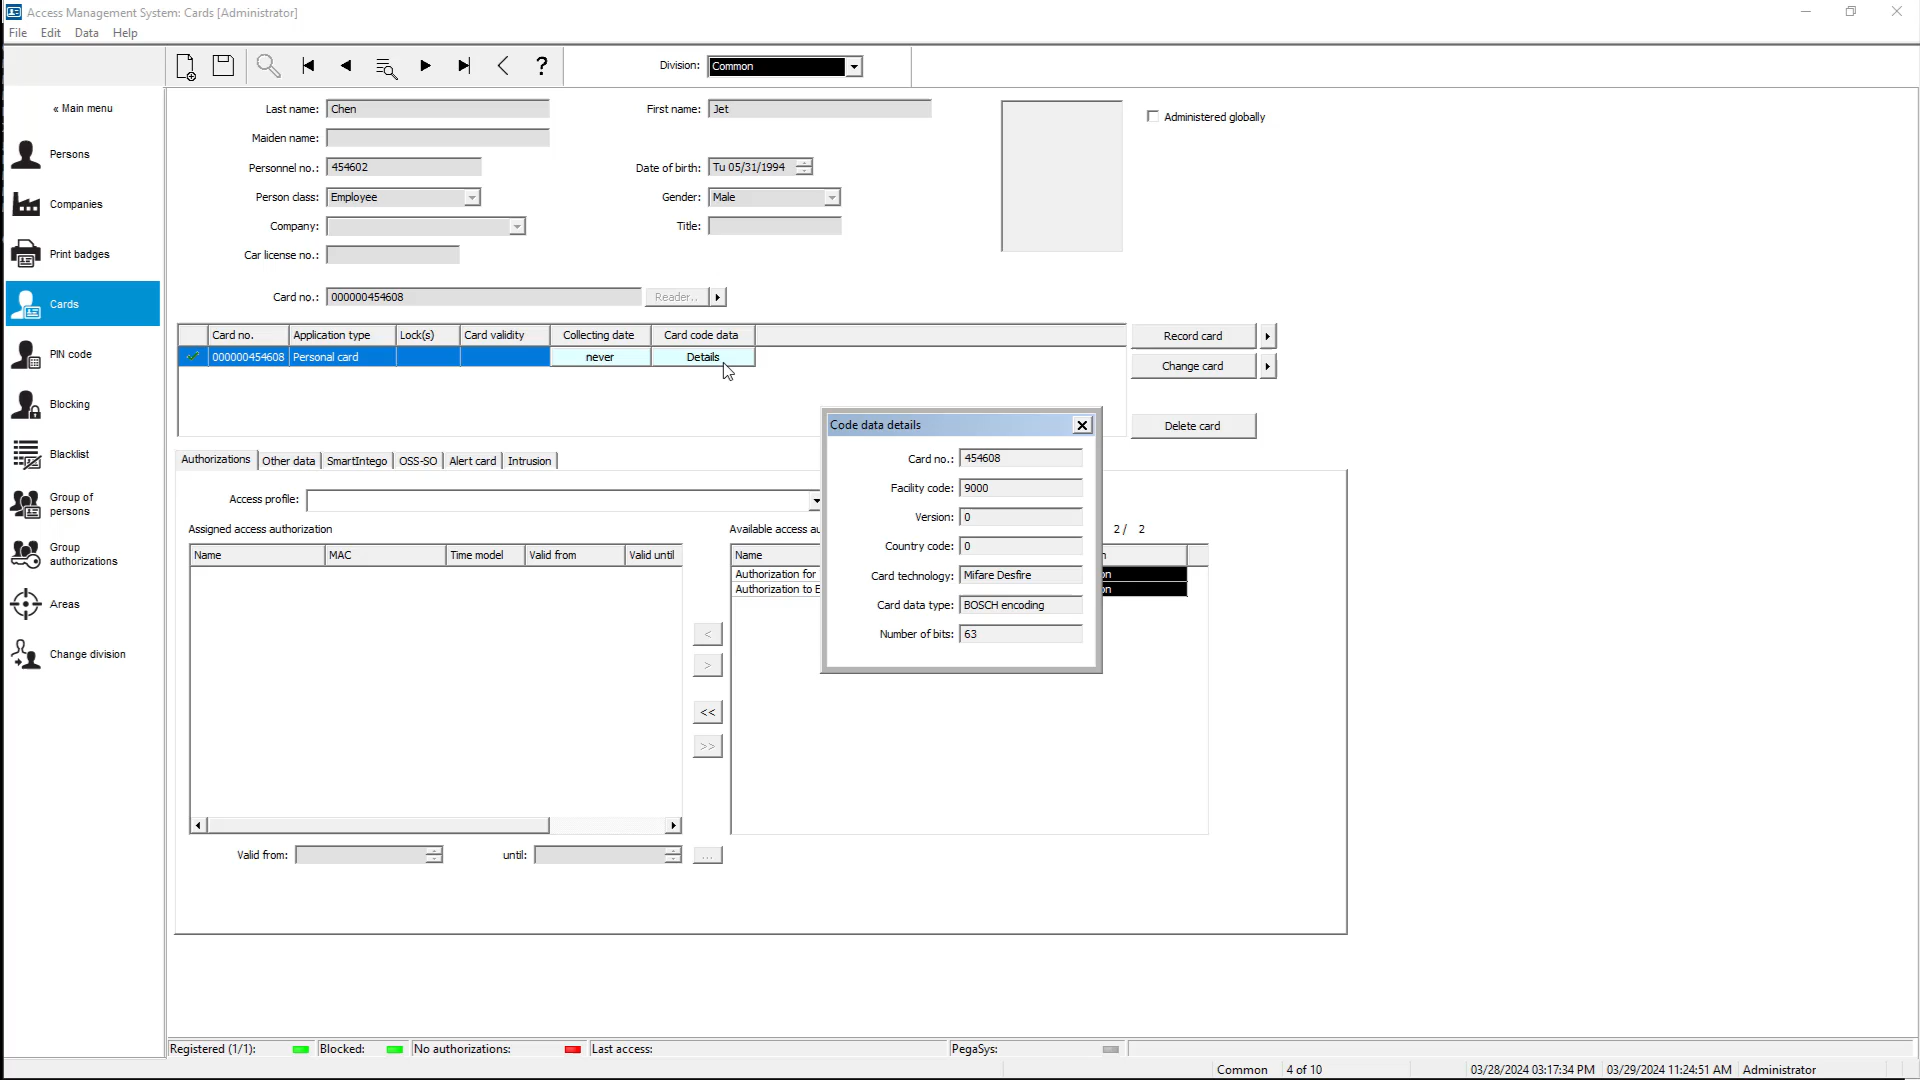 Access Management System: Cards [Administrator]
File Edit Data Help
Division: Common
« Main menu
Persons
Companies
Print badges
Cards
PIN code
Blocking
Blacklist
Group of
persons
Group
authorizations
Areas
Change division
Last name: Chen First name: Jet Administered globally
Maiden name:
Personnel no.: 454602 Date of birth: Tu 05/31/1994
Person class: Employee Gender: Male
Company: Title:
Car license no.:
Card no.: 000000454608 Reader..
Card no. Application type Lock(s) Card validity Collecting date Card code data
000000454608 Personal card never Details
Record card
Change card
Delete card
Authorizations Other data SmartIntego OSS-SO Alert card Intrusion
Access profile:
Assigned access authorization Available access au 2 / 2
Name MAC Time model Valid from Valid until Name
Authorization for on
Authorization to E on
<
>
<<
>>
Valid from: until: ...
Code data details
Card no.: 454608
Facility code: 9000
Version: 0
Country code: 0
Card technology: Mifare Desfire
Card data type: BOSCH encoding
Number of bits: 63
Registered (1/1): Blocked: No authorizations: Last access: PegaSys:
Common 4 of 10 03/28/2024 03:17:34 PM 03/29/2024 11:24:51 AM Administrator